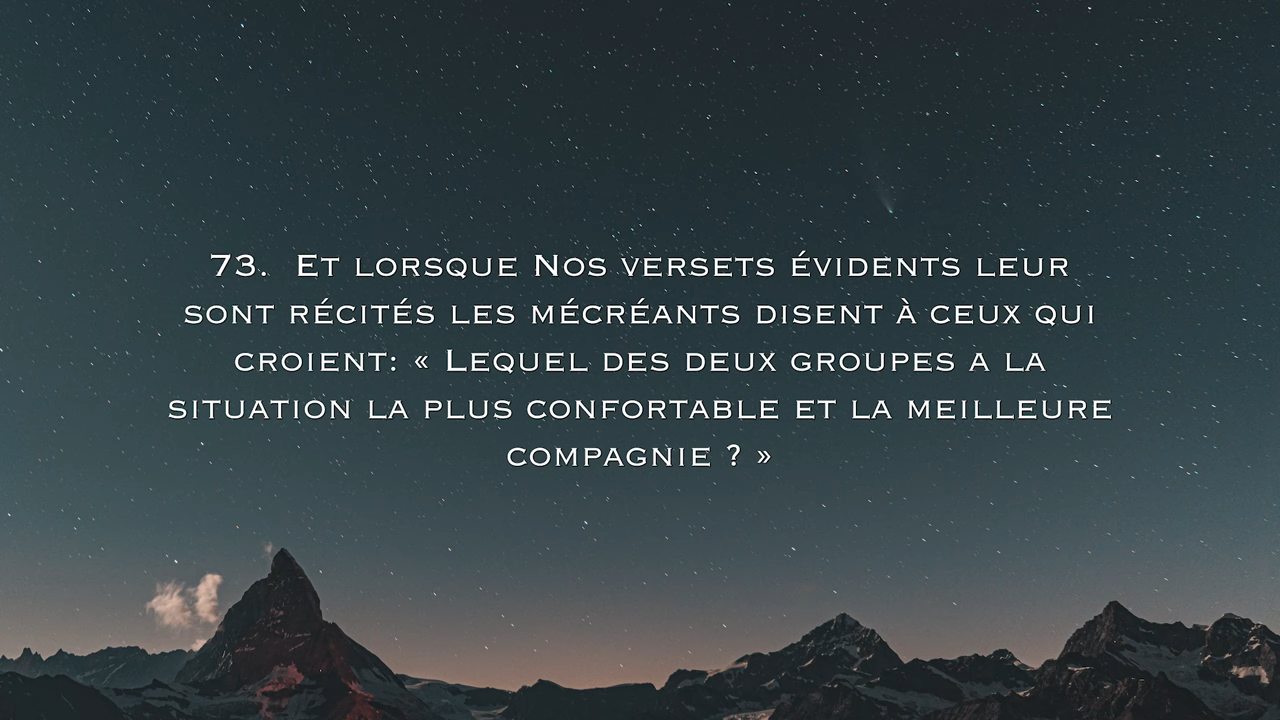 73. Et lorsque Nos versets évidents leur
sont récités les mécréants disent à ceux qui
croient: « Lequel des deux groupes a la
situation la plus confortable et la meilleure
compagnie ? »